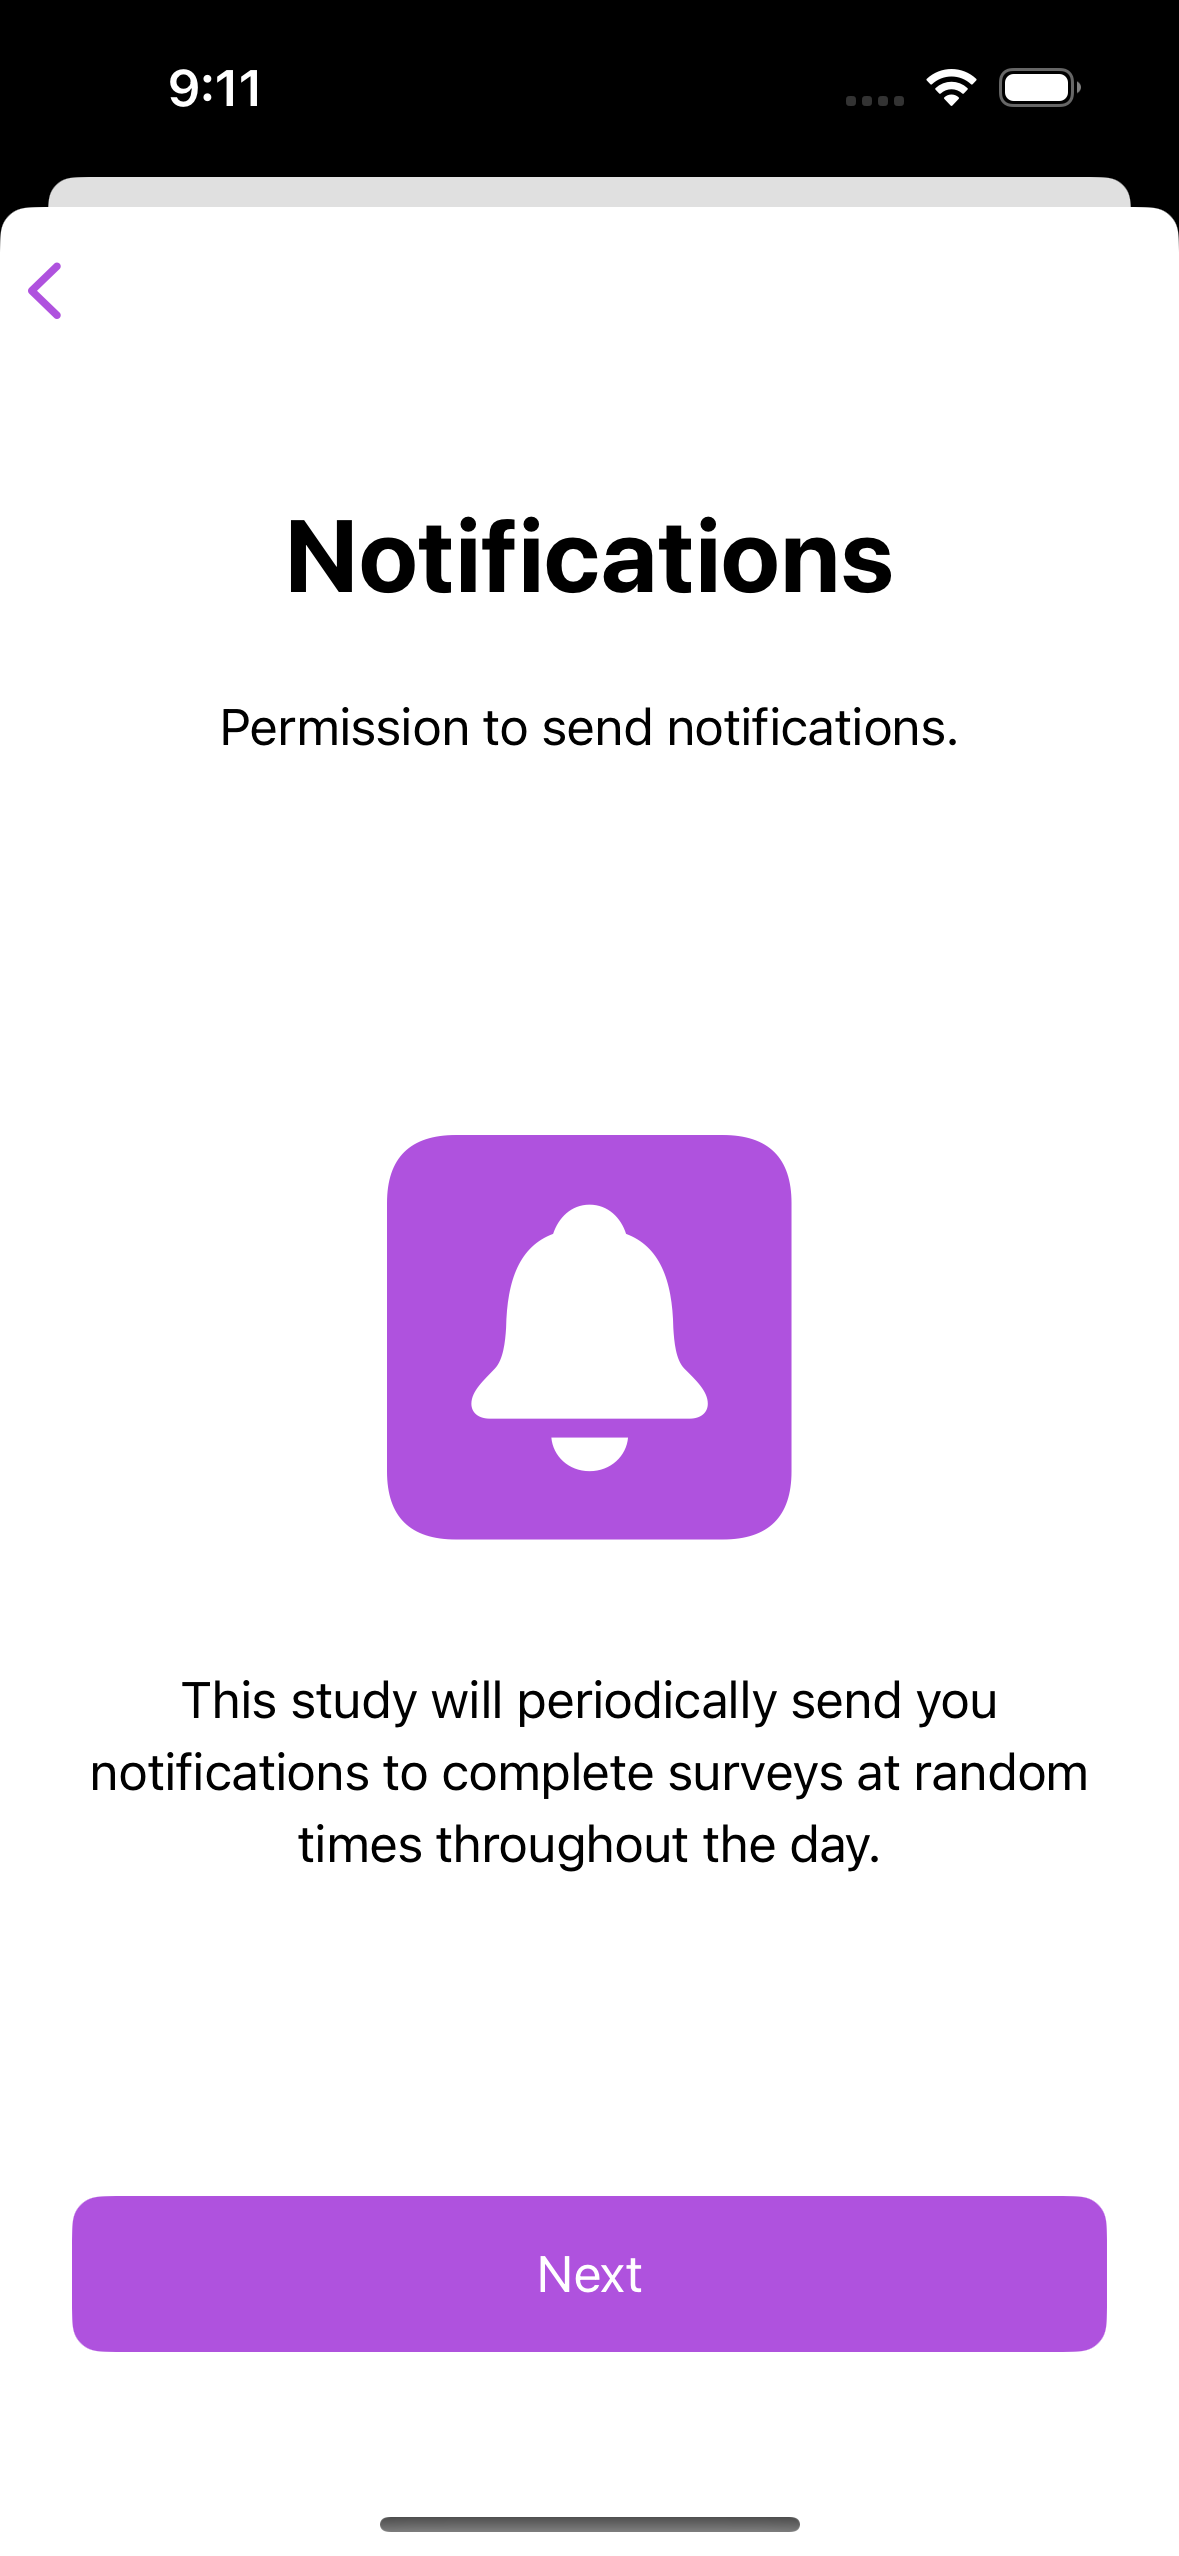 9:11
Notifications
Permission to send notifications.
This study will periodically send you
notifications to complete surveys at random
times throughout the day.
Next